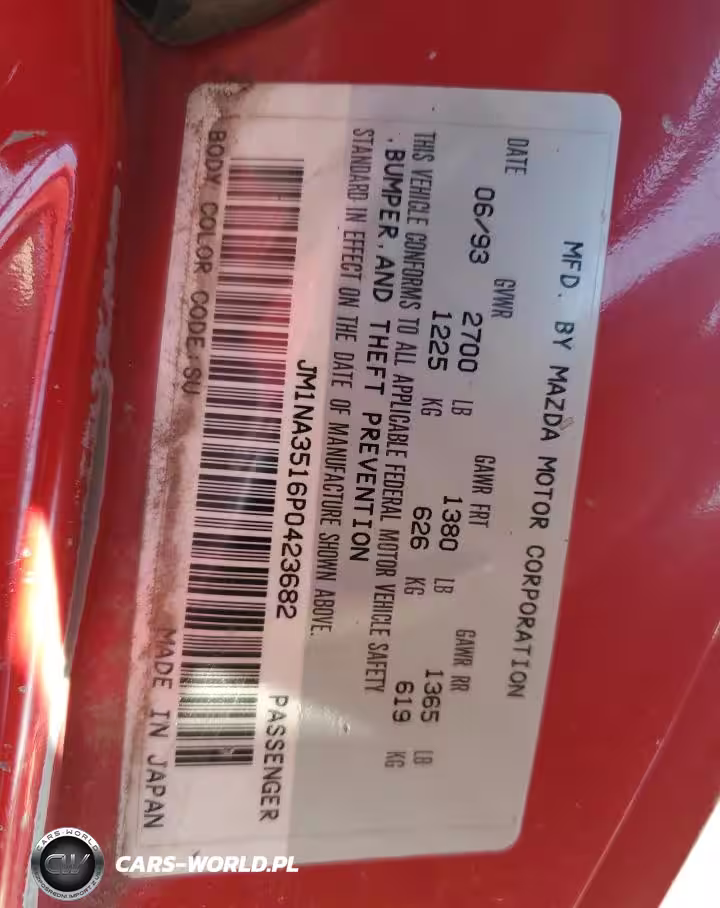 MFD. BY MAZDA MOTOR CORPORATION
DATE GVWR GAWR FRT GAWR RR
06/93 2700 LB 1380 LB 1365 LB
1225 KG 626 KG 619 KG
THIS VEHICLE CONFORMS TO ALL APPLICABLE FEDERAL MOTOR VEHICLE SAFETY
, BUMPER, AND THEFT PREVENTION
STANDARD IN EFFECT ON THE DATE OF MANUFACTURE SHOWN ABOVE.
JM1NA3516P0423682 PASSENGER
BODY COLOR CODE:SU MADE IN JAPAN
CARS-WORLD
CW
CARS-WORLD.PL